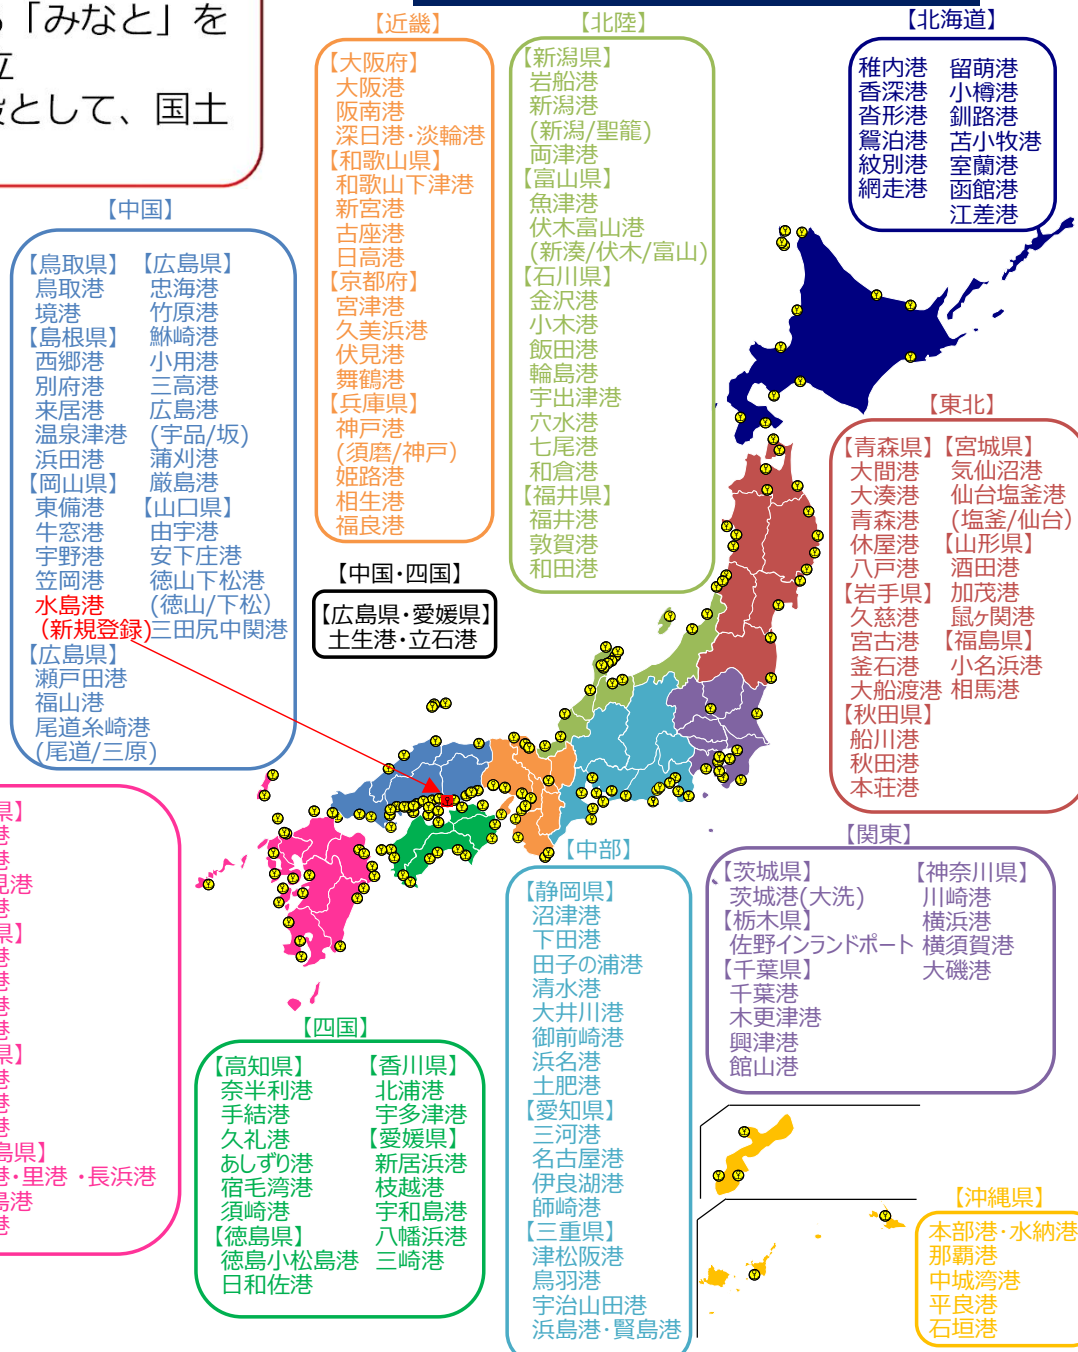 「みなと」を
立
として、国土
【近畿】
【大阪府】
大阪港
阪南港
深日港・淡輪港
【和歌山県】
和歌山下津港
新宮港
古座港
日高港
【京都府】
宮津港
久美浜港
伏見港
舞鶴港
【兵庫県】
神戸港
(須磨/神戸)
姫路港
相生港
福良港
【北陸】
【新潟県】
岩船港
新潟港
(新潟/聖籠)
両津港
【富山県】
魚津港
伏木富山港
(新湊/伏木/富山)
【石川県】
金沢港
小木港
飯田港
輪島港
宇出津港
穴水港
七尾港
和倉港
【福井県】
福井港
敦賀港
和田港
【北海道】
稚内港
香深港
沓形港
鴛泊港
紋別港
網走港
留萌港
小樽港
釧路港
苫小牧港
室蘭港
函館港
江差港
【中国】
【鳥取県】
鳥取港
境港
【島根県】
西郷港
別府港
来居港
温泉津港
浜田港
【岡山県】
東備港
牛窓港
宇野港
笠岡港
水島港
(新規登録)
【広島県】
瀬戸田港
福山港
尾道糸崎港
(尾道/三原)
【広島県】
忠海港
竹原港
鮴崎港
小用港
三高港
広島港
(宇品/坂)
蒲刈港
厳島港
【山口県】
由宇港
安下庄港
徳山下松港
(徳山/下松)
三田尻中関港
【中国・四国】
【広島県・愛媛県】
土生港・立石港
【東北】
【青森県】
大間港
大湊港
青森港
休屋港
八戸港
【岩手県】
久慈港
宮古港
釜石港
大船渡港
【秋田県】
船川港
秋田港
本荘港
【宮城県】
気仙沼港
仙台塩釜港
(塩釜/仙台)
【山形県】
酒田港
加茂港
鼠ヶ関港
【福島県】
小名浜港
相馬港
県】
港
港
見港
港
県】
港
港
港
港
県】
港
港
港
島県】
港・里港・長浜港
島港
港
【四国】
【高知県】
奈半利港
手結港
久礼港
あしずり港
宿毛湾港
須崎港
【徳島県】
徳島小松島港
日和佐港
【香川県】
北浦港
宇多津港
【愛媛県】
新居浜港
枝越港
宇和島港
八幡浜港
三崎港
【中部】
【静岡県】
沼津港
下田港
田子の浦港
清水港
大井川港
御前崎港
浜名港
土肥港
【愛知県】
三河港
名古屋港
伊良湖港
師崎港
【三重県】
津松阪港
鳥羽港
宇治山田港
浜島港・賢島港
【関東】
【茨城県】
茨城港(大洗)
【栃木県】
佐野インランドポート
【千葉県】
千葉港
木更津港
興津港
館山港
【神奈川県】
川崎港
横浜港
横須賀港
大磯港
【沖縄県】
本部港・水納港
那覇港
中城湾港
平良港
石垣港